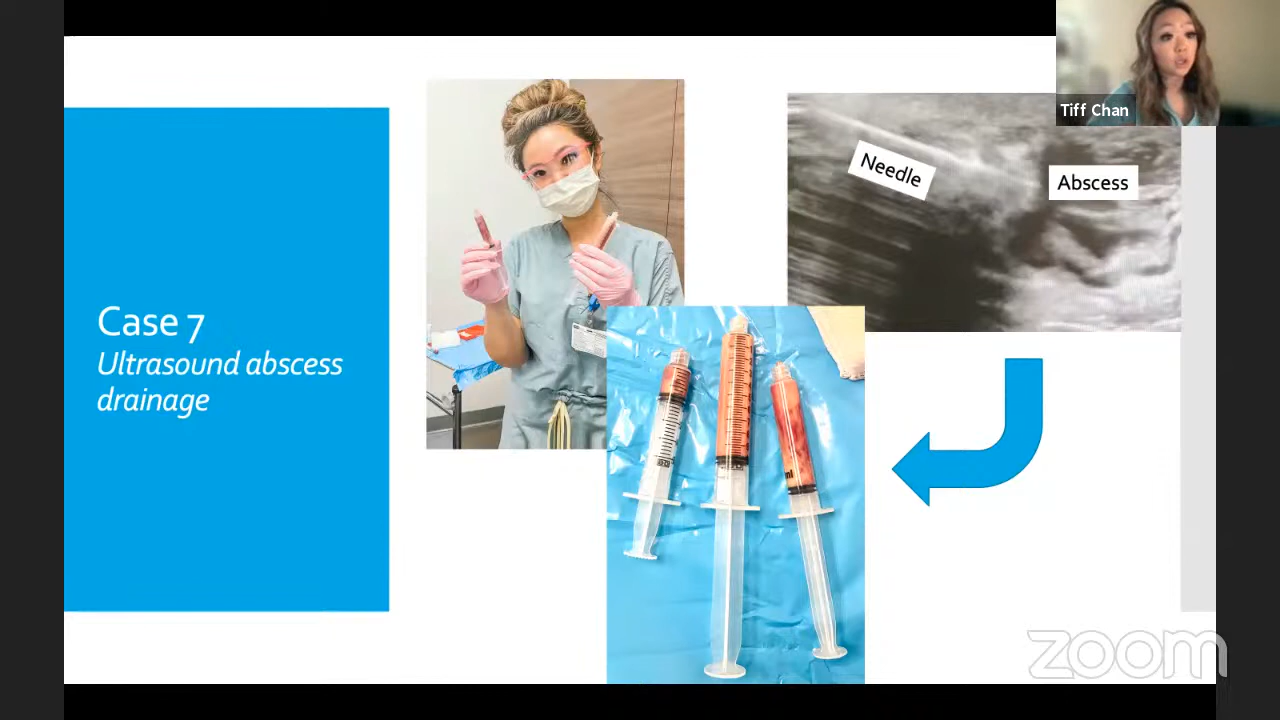 Case 7
Ultrasound abscess
drainage
Needle
Abscess
Tiff Chan
zoom